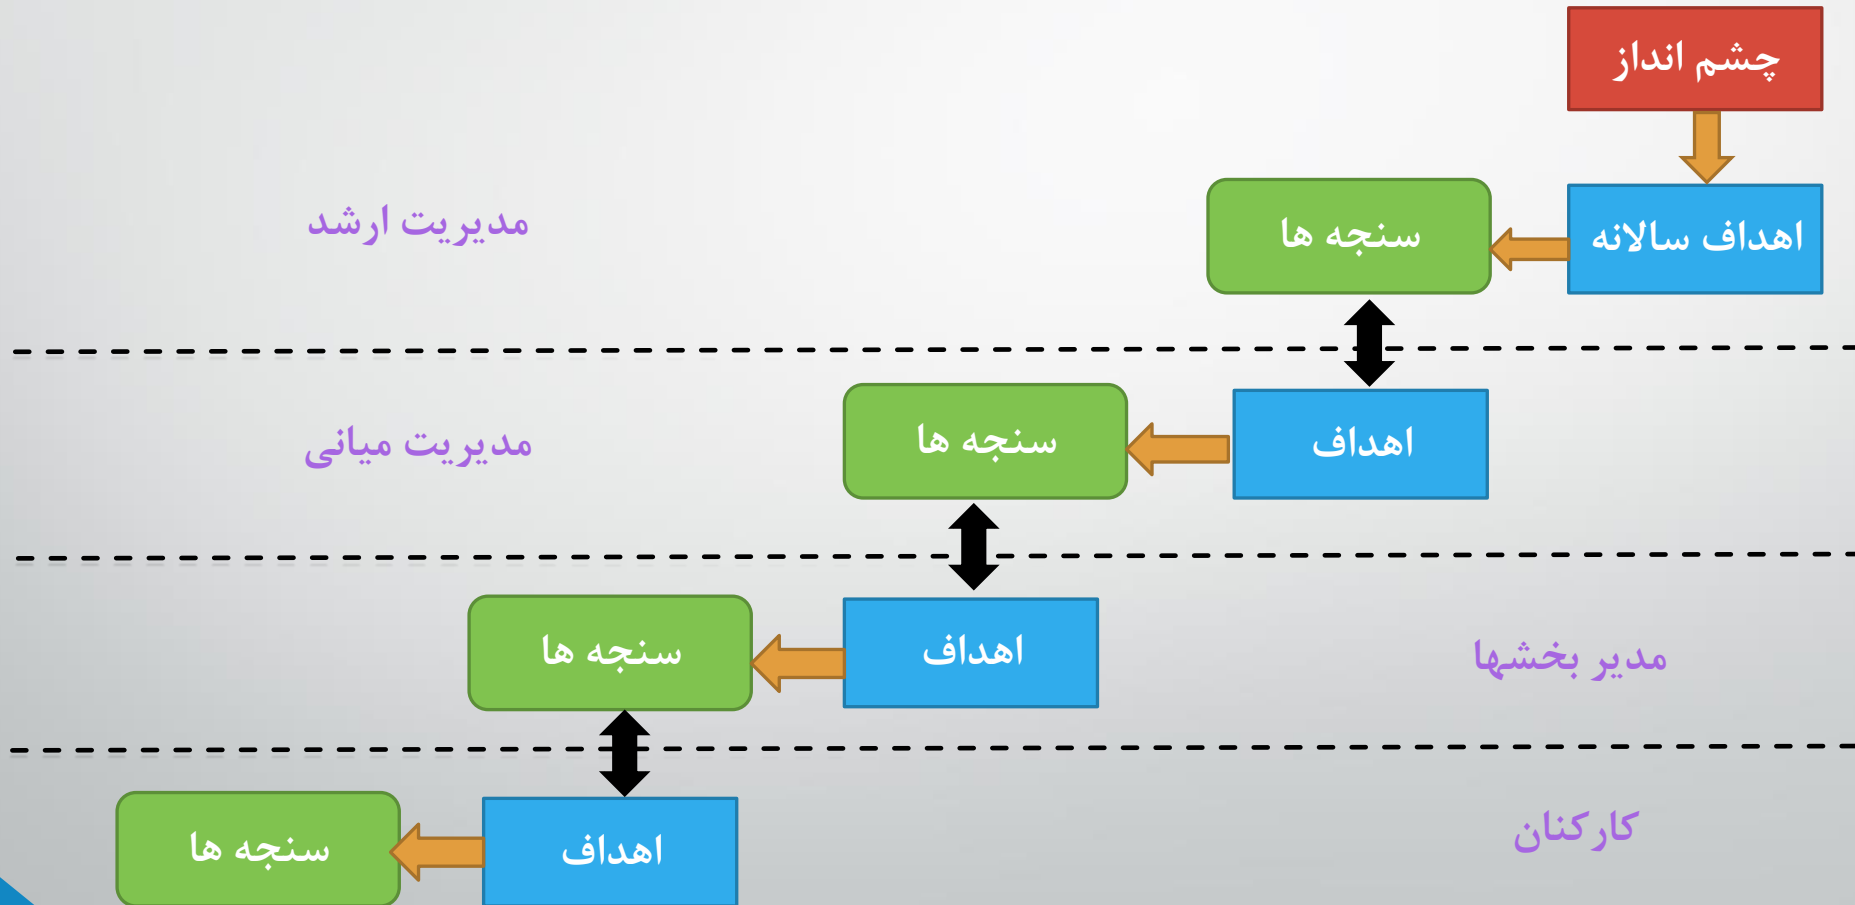 چشم انداز
اهداف سالانه
سنجه ها
مدیریت ارشد
اهداف
سنجه ها
مدیریت میانی
مدیر بخشها
اهداف
سنجه ها
کارکنان
اهداف
سنجه ها